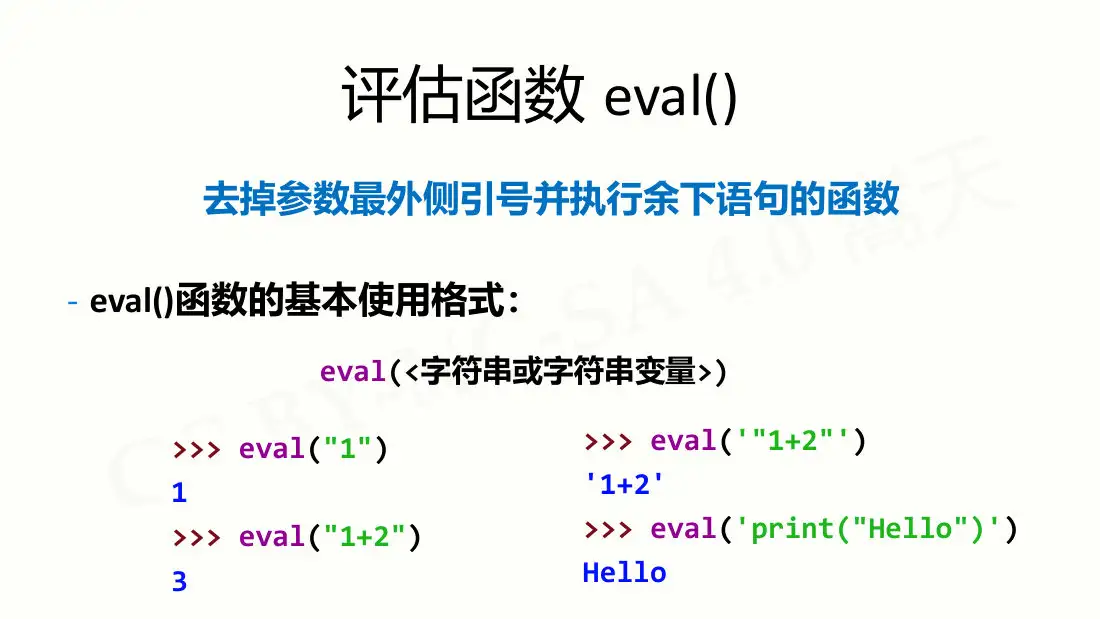 评估函数 eval()
去掉参数最外侧引号并执行余下语句的函数
- eval()函数的基本使用格式：
eval(<字符串或字符串变量>)
>>> eval("1")
1
>>> eval("1+2")
3
>>> eval('"1+2"')
'1+2'
>>> eval('print("Hello")')
Hello